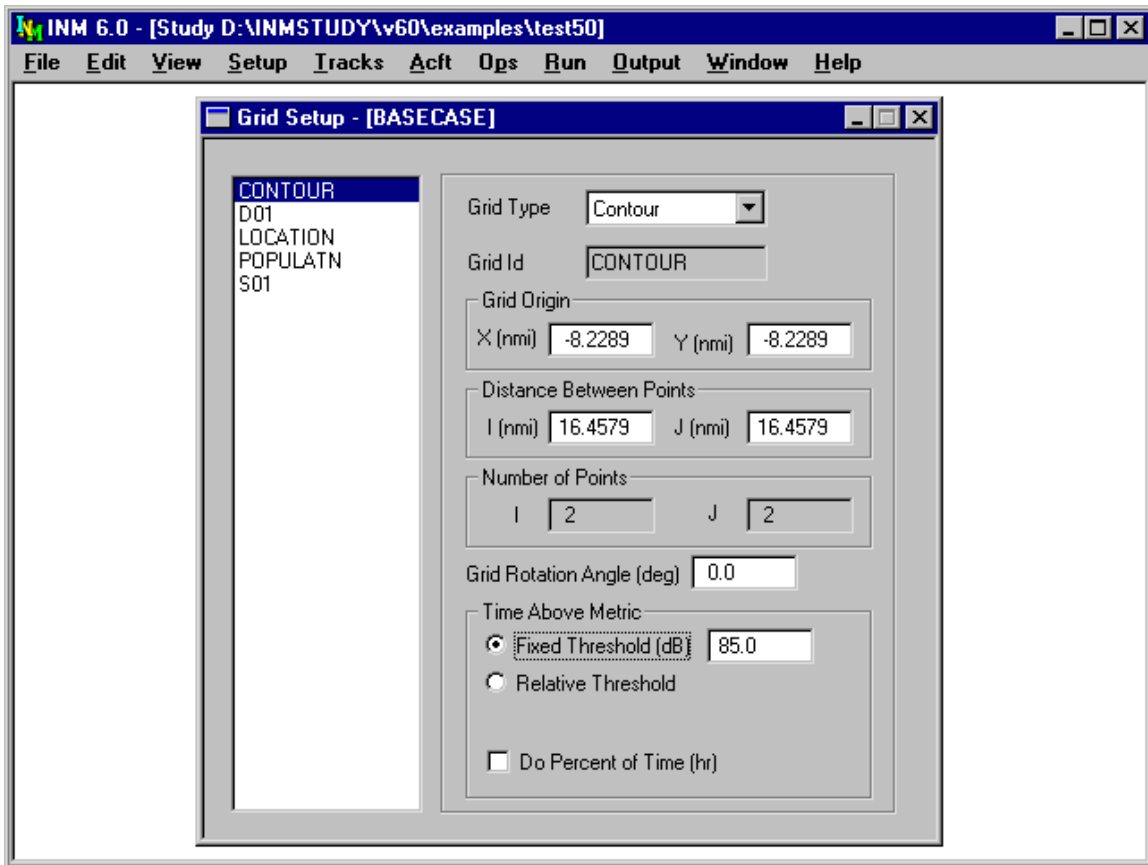 INM 6.0 - [Study D:\INMSTUDY\v60\examples\test50]
File Edit View Setup Tracks Acft Ops Run Output Window Help
Grid Setup - [BASECASE]
CONTOUR
D01
LOCATION
POPULATN
S01
Grid Type Contour
Grid Id CONTOUR
Grid Origin
X (nmi) -8.2289 Y (nmi) -8.2289
Distance Between Points
I (nmi) 16.4579 J (nmi) 16.4579
Number of Points
I 2 J 2
Grid Rotation Angle (deg) 0.0
Time Above Metric
Fixed Threshold (dB) 85.0
Relative Threshold
Do Percent of Time (hr)